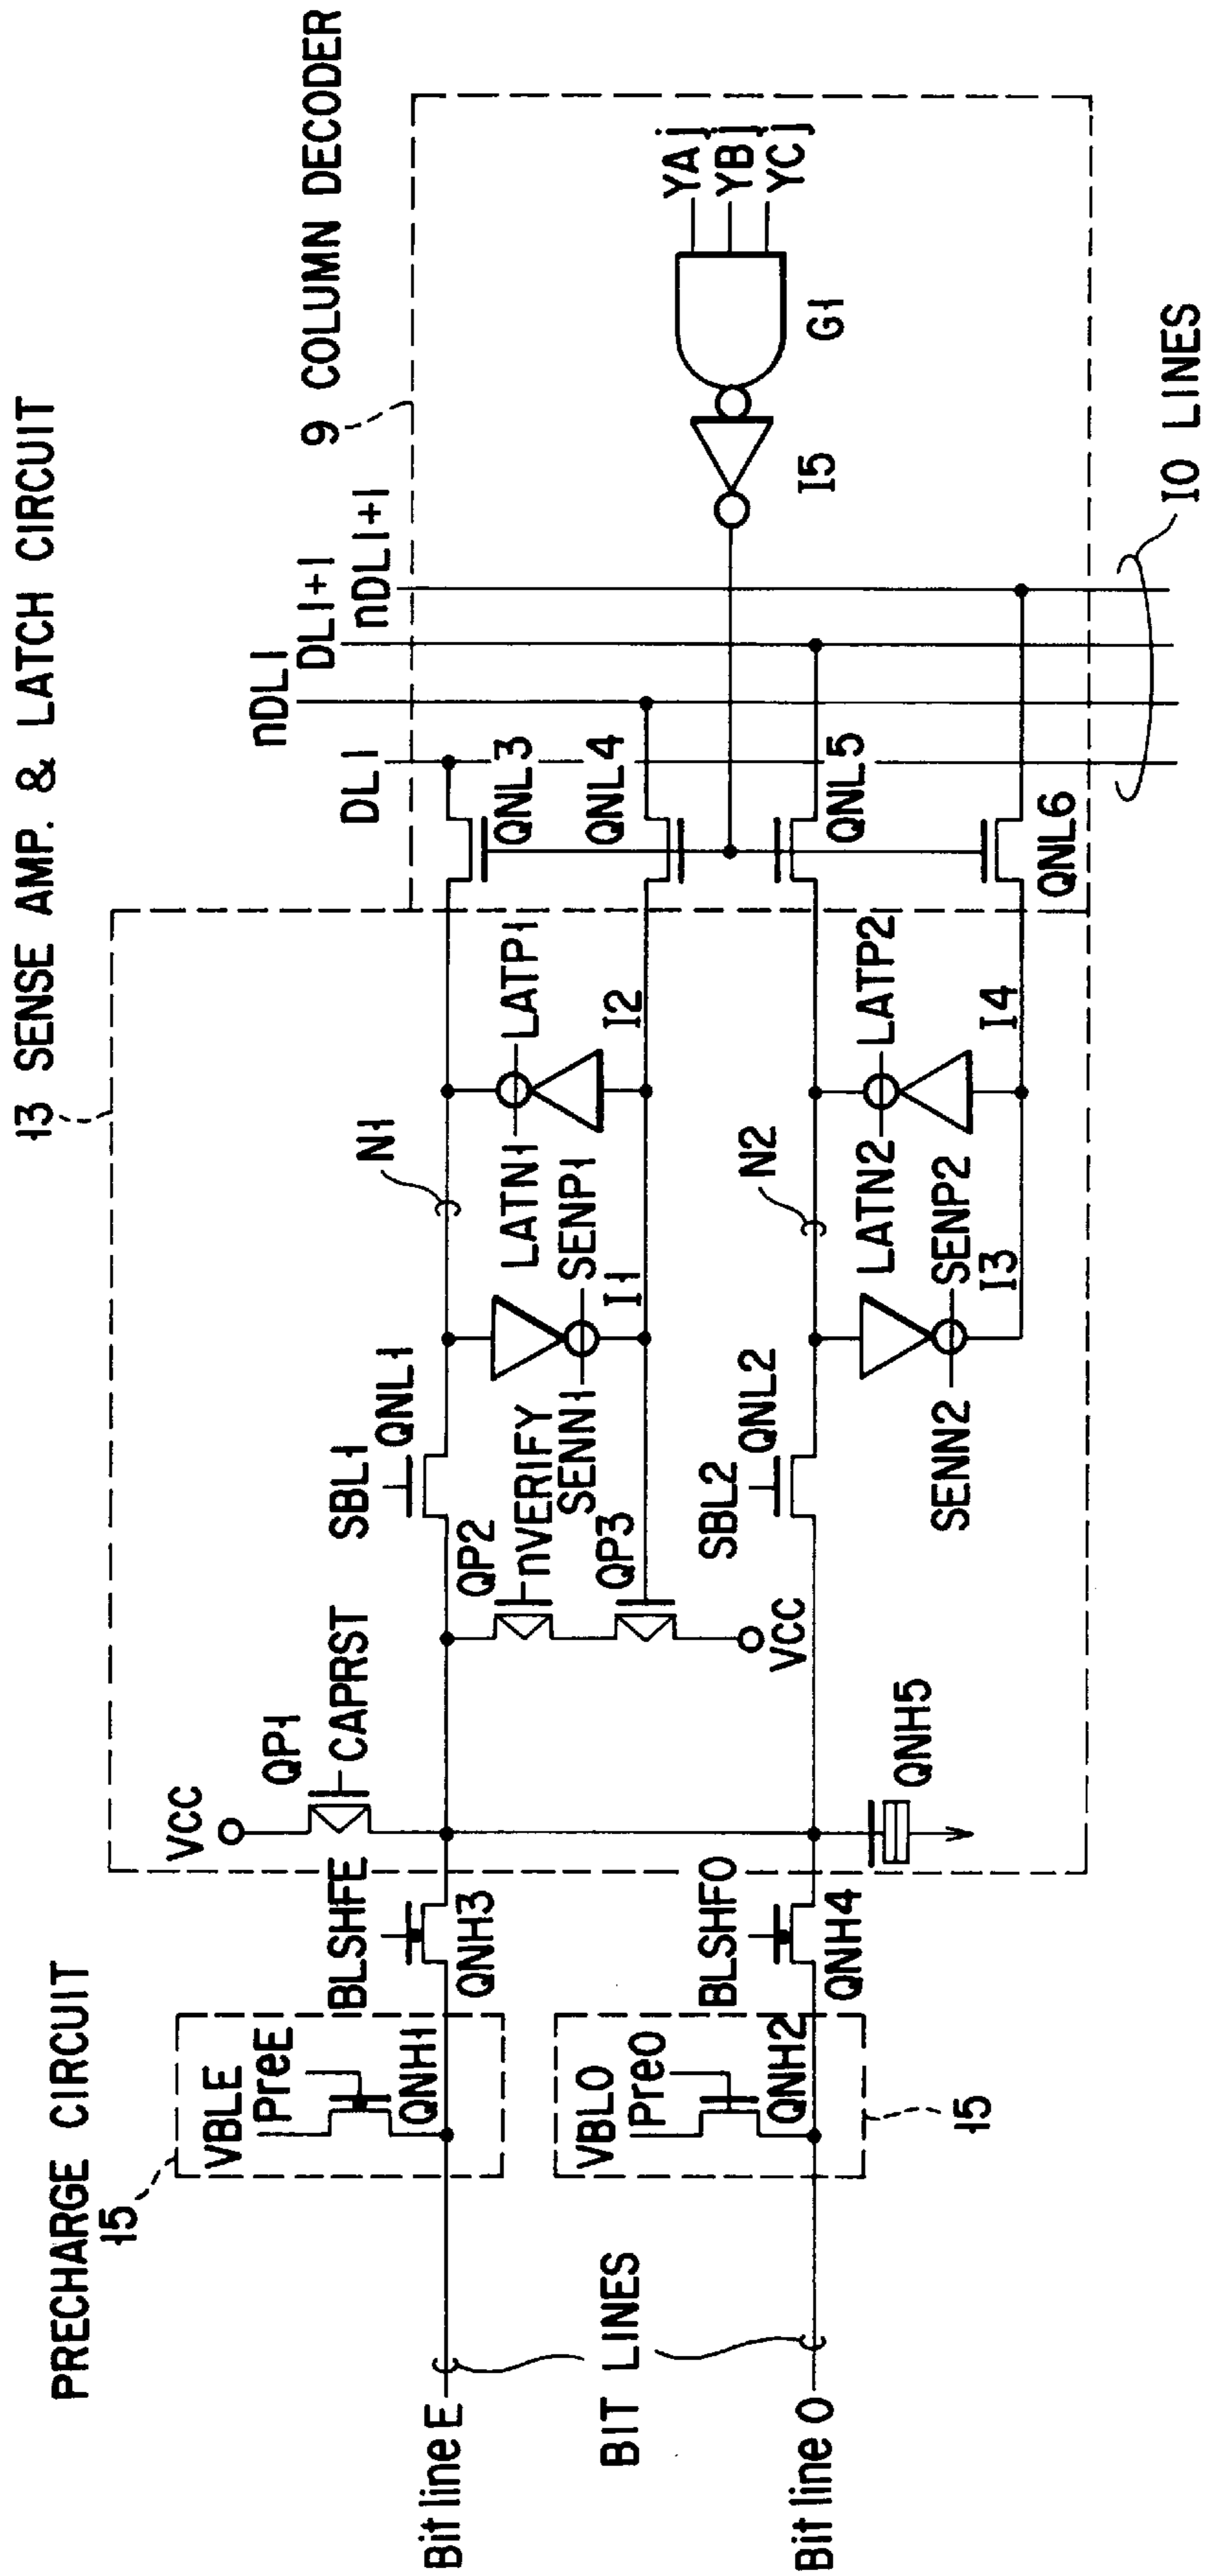 13 SENSE AMP. & LATCH CIRCUIT
9 COLUMN DECODER
PRECHARGE CIRCUIT
15
VBLE
PreE
QNH1
BLSHFE
QNH3
VCC
QP1
CAPRST
SBL1
QNL1
QP2
nVERIFY
QP3
VCC
SENN1
SENP1
I1
N1
LATN1
LATP1
I2
DLI
nDLI
DLI+1
nDLI+1
QNL3
QNL4
QNL5
QNL6
I5
G1
YAj
YBj
YCj
IO LINES
VBLO
PreO
QNH2
15
BLSHFO
QNH4
QNH5
SBL2
QNL2
SENN2
SENP2
I3
N2
LATN2
LATP2
I4
Bit line E
BIT LINES
Bit line O